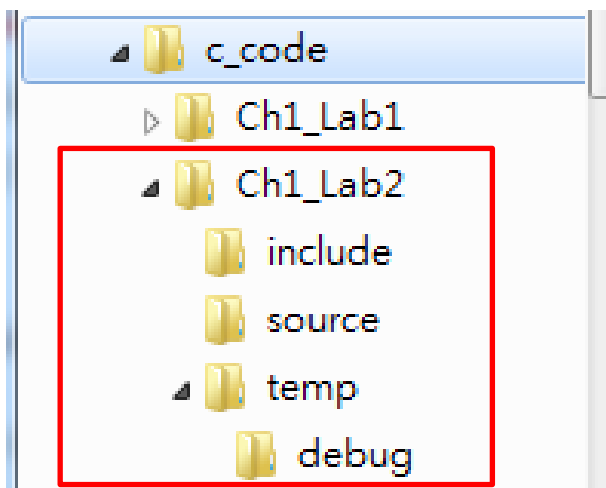 c_code
Ch1_Lab1
Ch1_Lab2
include
source
temp
debug